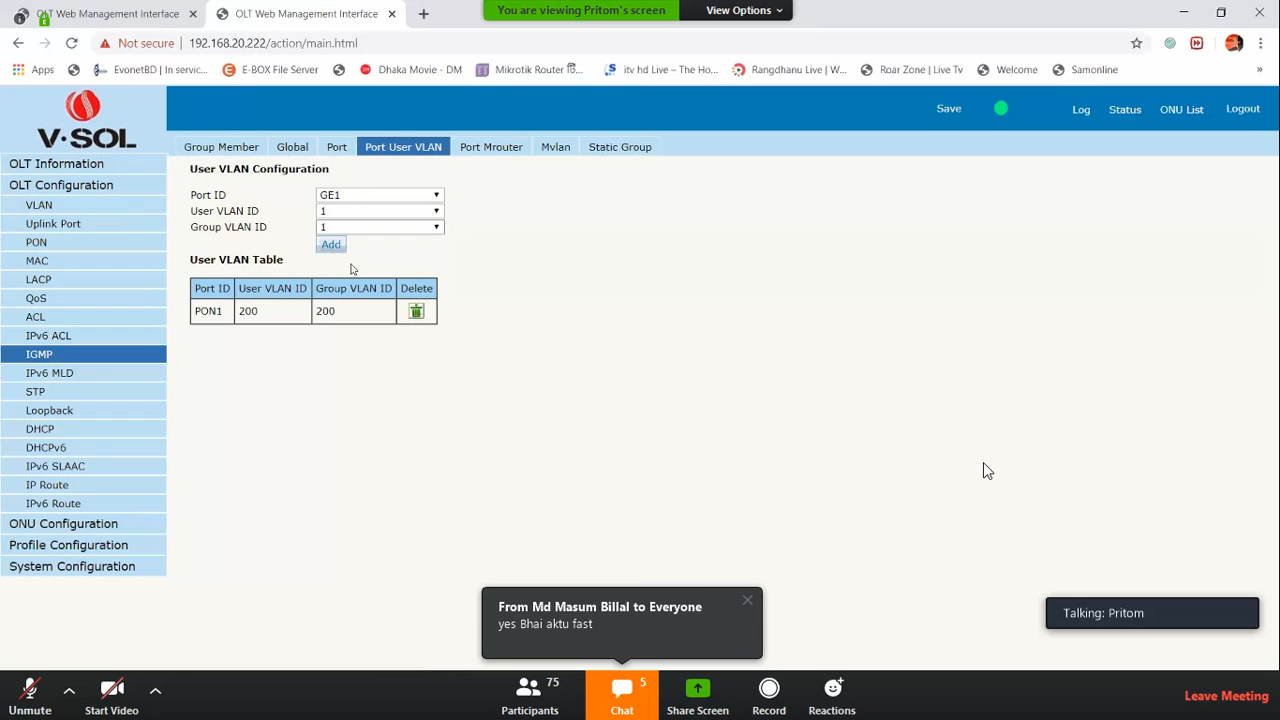 OLT Web Management Interface
OLT Web Management Interface
You are viewing Pritom's screen
View Options
Not secure
192.168.20.222/action/main.html
Apps
EvonetBD | In servic...
E-BOX File Server
Dhaka Movie - DM
Mikrotik Router
itv hd Live – The Ho...
Rangdhanu Live | W...
Roar Zone | Live Tv
Welcome
Samonline
»
V·SOL
Save
Log
Status
ONU List
Logout
Group Member
Global
Port
Port User VLAN
Port Mrouter
Mvlan
Static Group
OLT Information
OLT Configuration
VLAN
Uplink Port
PON
MAC
LACP
QoS
ACL
IPv6 ACL
IGMP
IPv6 MLD
STP
Loopback
DHCP
DHCPv6
IPv6 SLAAC
IP Route
IPv6 Route
ONU Configuration
Profile Configuration
System Configuration
User VLAN Configuration
Port ID GE1
User VLAN ID 1
Group VLAN ID 1
Add
User VLAN Table
Port ID User VLAN ID Group VLAN ID Delete
PON1 200 200
From Md Masum Billal to Everyone
yes Bhai aktu fast
Talking: Pritom
Unmute
Start Video
75
Participants
5
Chat
Share Screen
Record
Reactions
Leave Meeting